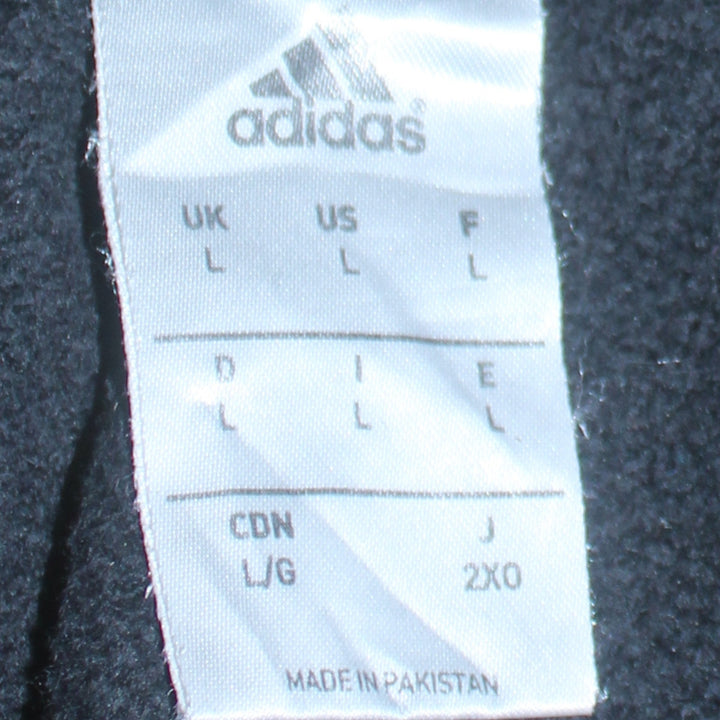 adidas®
UK US F
L L L
D I E
L L L
CDN J
L/G 2XO
MADE IN PAKISTAN